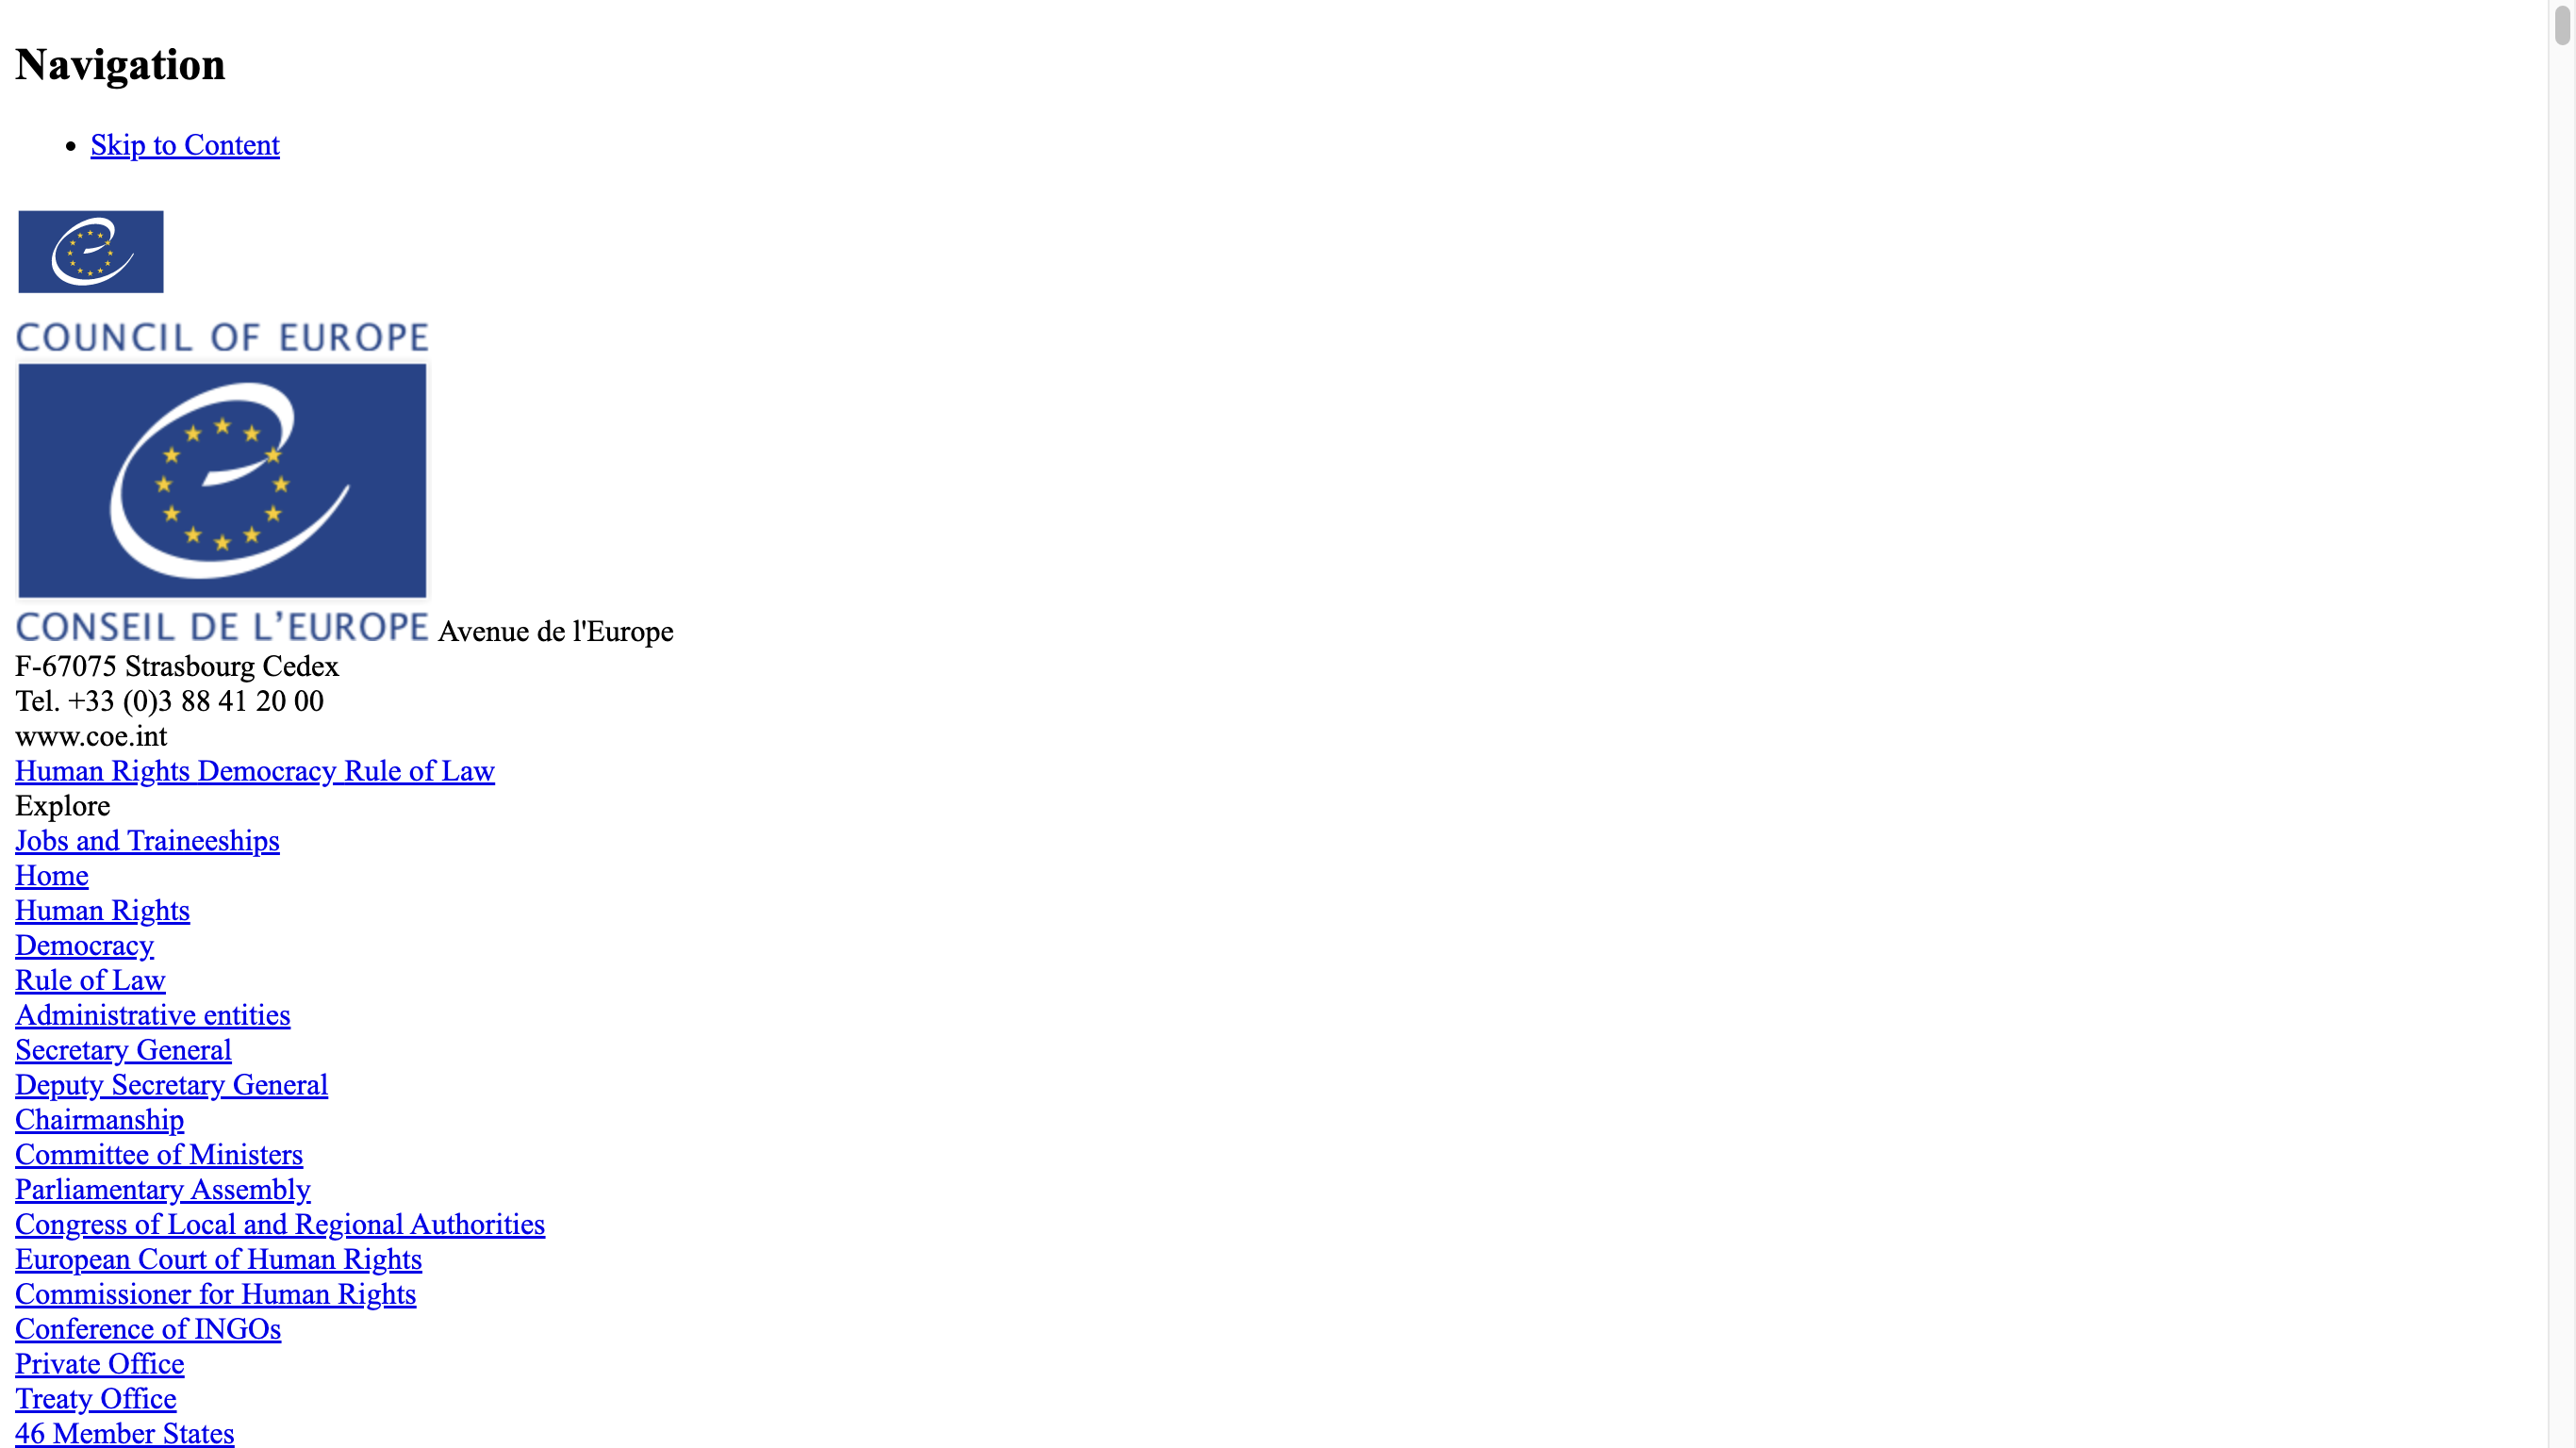 Navigation
Skip to Content
COUNCIL OF EUROPE
CONSEIL DE L'EUROPE Avenue de l'Europe
F-67075 Strasbourg Cedex
Tel. +33 (0)3 88 41 20 00
www.coe.int
Human Rights Democracy Rule of Law
Explore
Jobs and Traineeships
Home
Human Rights
Democracy
Rule of Law
Administrative entities
Secretary General
Deputy Secretary General
Chairmanship
Committee of Ministers
Parliamentary Assembly
Congress of Local and Regional Authorities
European Court of Human Rights
Commissioner for Human Rights
Conference of INGOs
Private Office
Treaty Office
46 Member States